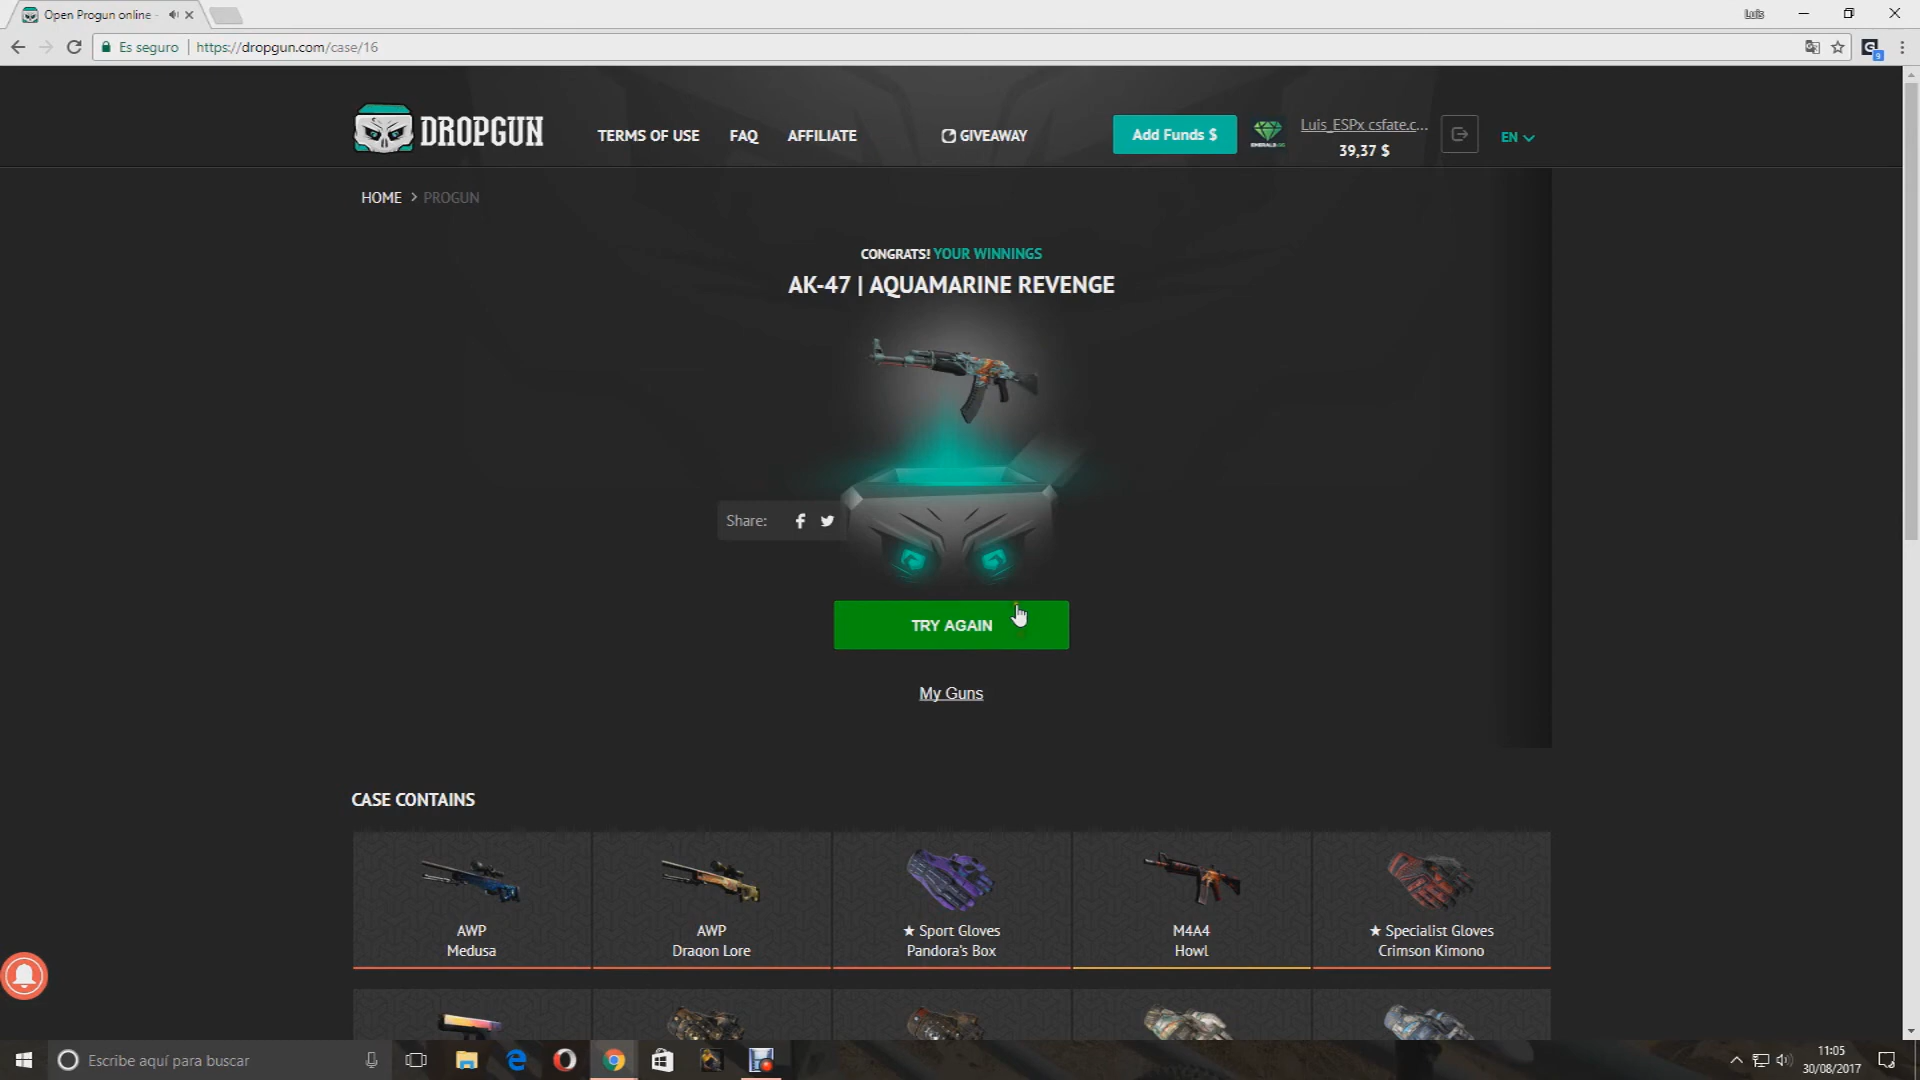 Open Progun online -
Luis
Es seguro
https://dropgun.com/case/16
9
DROPGUN
TERMS OF USE
FAQ
AFFILIATE
GIVEAWAY
Add Funds $
Luis_ESPx csfate.c...
39,37 $
EN
HOME > PROGUN
CONGRATS! YOUR WINNINGS
AK-47 | AQUAMARINE REVENGE
Share:
TRY AGAIN
My Guns
CASE CONTAINS
AWP
Medusa
AWP
Dragon Lore
★ Sport Gloves
Pandora's Box
M4A4
Howl
★ Specialist Gloves
Crimson Kimono
Escribe aquí para buscar
11:05
30/08/2017